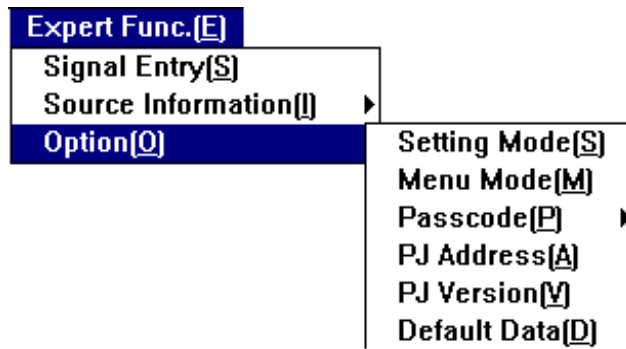 Expert Func.(E)
Signal Entry(S)
Source Information(I)
Option(O)
Setting Mode(S)
Menu Mode(M)
Passcode(P)
PJ Address(A)
PJ Version(V)
Default Data(D)